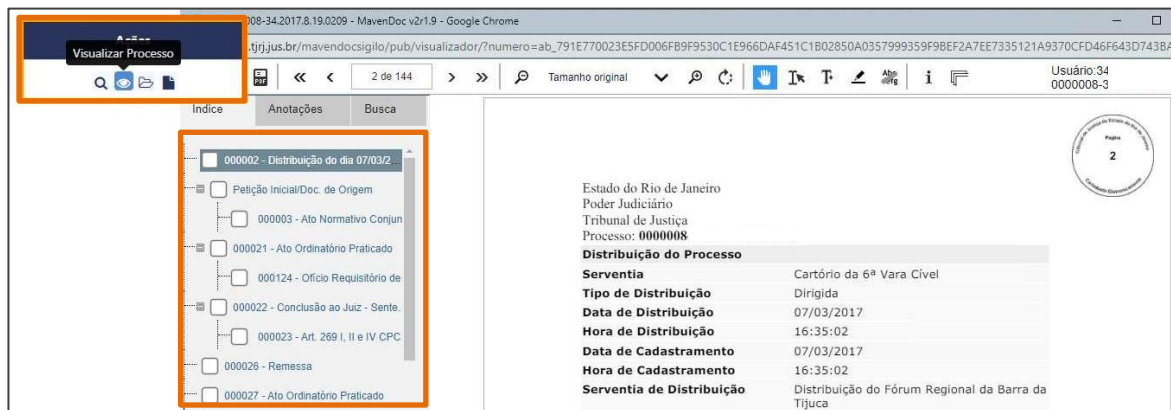 008-34.2017.8.19.0209 - MavenDoc v2r1.9 - Google Chrome
Ações
Visualizar Processo
.tjrj.jus.br/mavendocsigilo/pub/visualizador/?numero=ab_791E770023E5FD006FB9F9530C1E966DAF451C1B02850A0357999359F9BEF2A7EE7335121A9370CFD46F643D743BA
PDF
2 de 144
Tamanho original
Usuário:34
0000008-3
Indice Anotações Busca
000002 - Distribuição do dia 07/03/2...
Petição Inicial/Doc. de Origem
000003 - Ato Normativo Conjun
000021 - Ato Ordinatório Praticado
000124 - Ofício Requisitório de
000022 - Conclusão ao Juiz - Sente.
000023 - Art. 269 I, II e IV CPC
000026 - Remessa
000027 - Ato Ordinatório Praticado
Pagina
2
Carimbado Eletronicamente
Estado do Rio de Janeiro
Poder Judiciário
Tribunal de Justiça
Processo: 0000008
Distribuição do Processo
Serventia Cartório da 6ª Vara Cível
Tipo de Distribuição Dirigida
Data de Distribuição 07/03/2017
Hora de Distribuição 16:35:02
Data de Cadastramento 07/03/2017
Hora de Cadastramento 16:35:02
Serventia de Distribuição Distribuição do Fórum Regional da Barra da
Tijuca